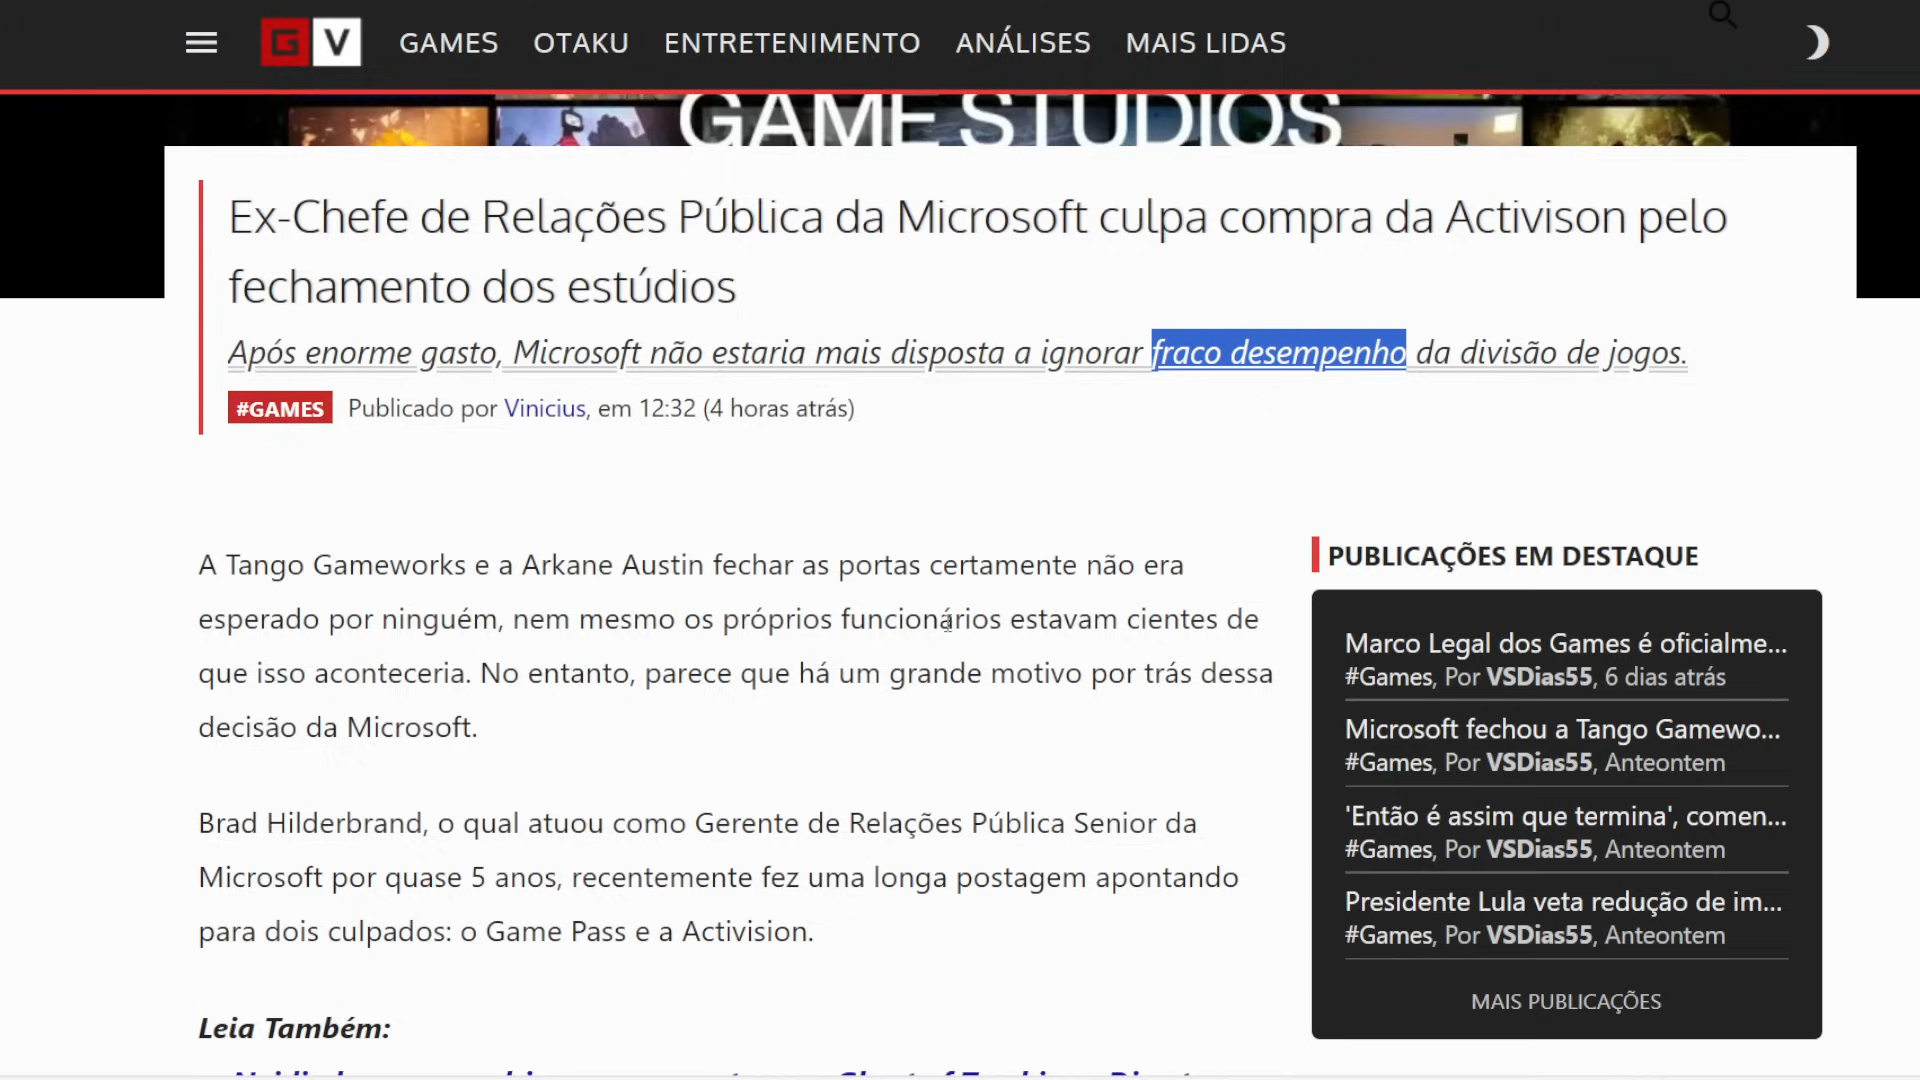 G V GAMES OTAKU ENTRETENIMENTO ANÁLISES MAIS LIDAS
GAME STUDIOS
Ex-Chefe de Relações Pública da Microsoft culpa compra da Activison pelo
fechamento dos estúdios
Após enorme gasto, Microsoft não estaria mais disposta a ignorar fraco desempenho da divisão de jogos.
#GAMES Publicado por Vinicius, em 12:32 (4 horas atrás)
A Tango Gameworks e a Arkane Austin fechar as portas certamente não era
esperado por ninguém, nem mesmo os próprios funcionários estavam cientes de
que isso aconteceria. No entanto, parece que há um grande motivo por trás dessa
decisão da Microsoft.
Brad Hilderbrand, o qual atuou como Gerente de Relações Pública Senior da
Microsoft por quase 5 anos, recentemente fez uma longa postagem apontando
para dois culpados: o Game Pass e a Activision.
Leia Também:
PUBLICAÇÕES EM DESTAQUE
Marco Legal dos Games é oficialme...
#Games, Por VSDias55, 6 dias atrás
Microsoft fechou a Tango Gamewo...
#Games, Por VSDias55, Anteontem
'Então é assim que termina', comen...
#Games, Por VSDias55, Anteontem
Presidente Lula veta redução de im...
#Games, Por VSDias55, Anteontem
MAIS PUBLICAÇÕES